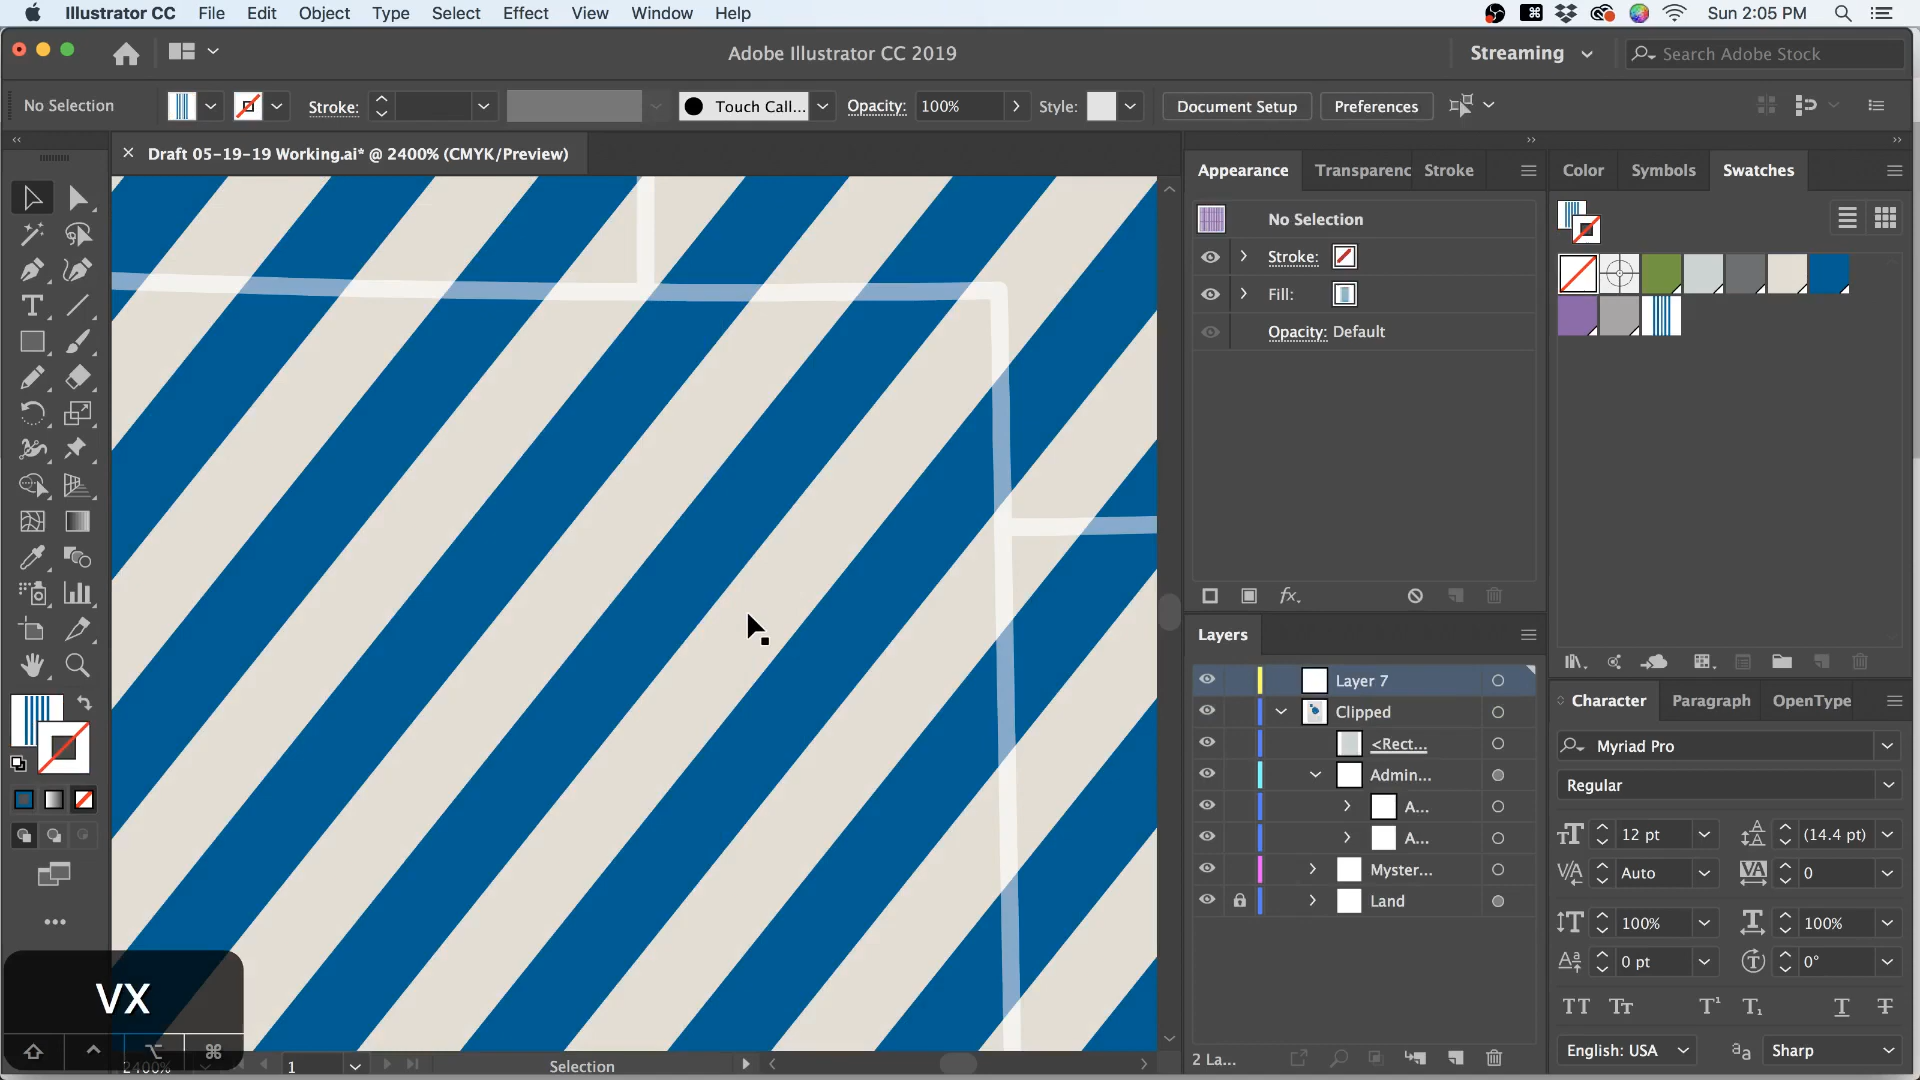 Illustrator CC File Edit Object Type Select Effect View Window Help Sun 2:05 PM
Adobe Illustrator CC 2019 Streaming Search Adobe Stock
No Selection Stroke: Touch Call... Opacity: 100% Style: Document Setup Preferences
Draft 05-19-19 Working.ai* @ 2400% (CMYK/Preview)
Appearance Transparenc Stroke
No Selection
Stroke:
Fill:
Opacity: Default
fx.
Layers
Layer 7
Clipped
<Rect...
Admin...
A...
A...
Myster...
Land
2 La...
Color Symbols Swatches
Character Paragraph OpenType
Myriad Pro
Regular
12 pt (14.4 pt)
Auto 0
100% 100%
0 pt 0°
English: USA Sharp
VX
2400% 1 Selection